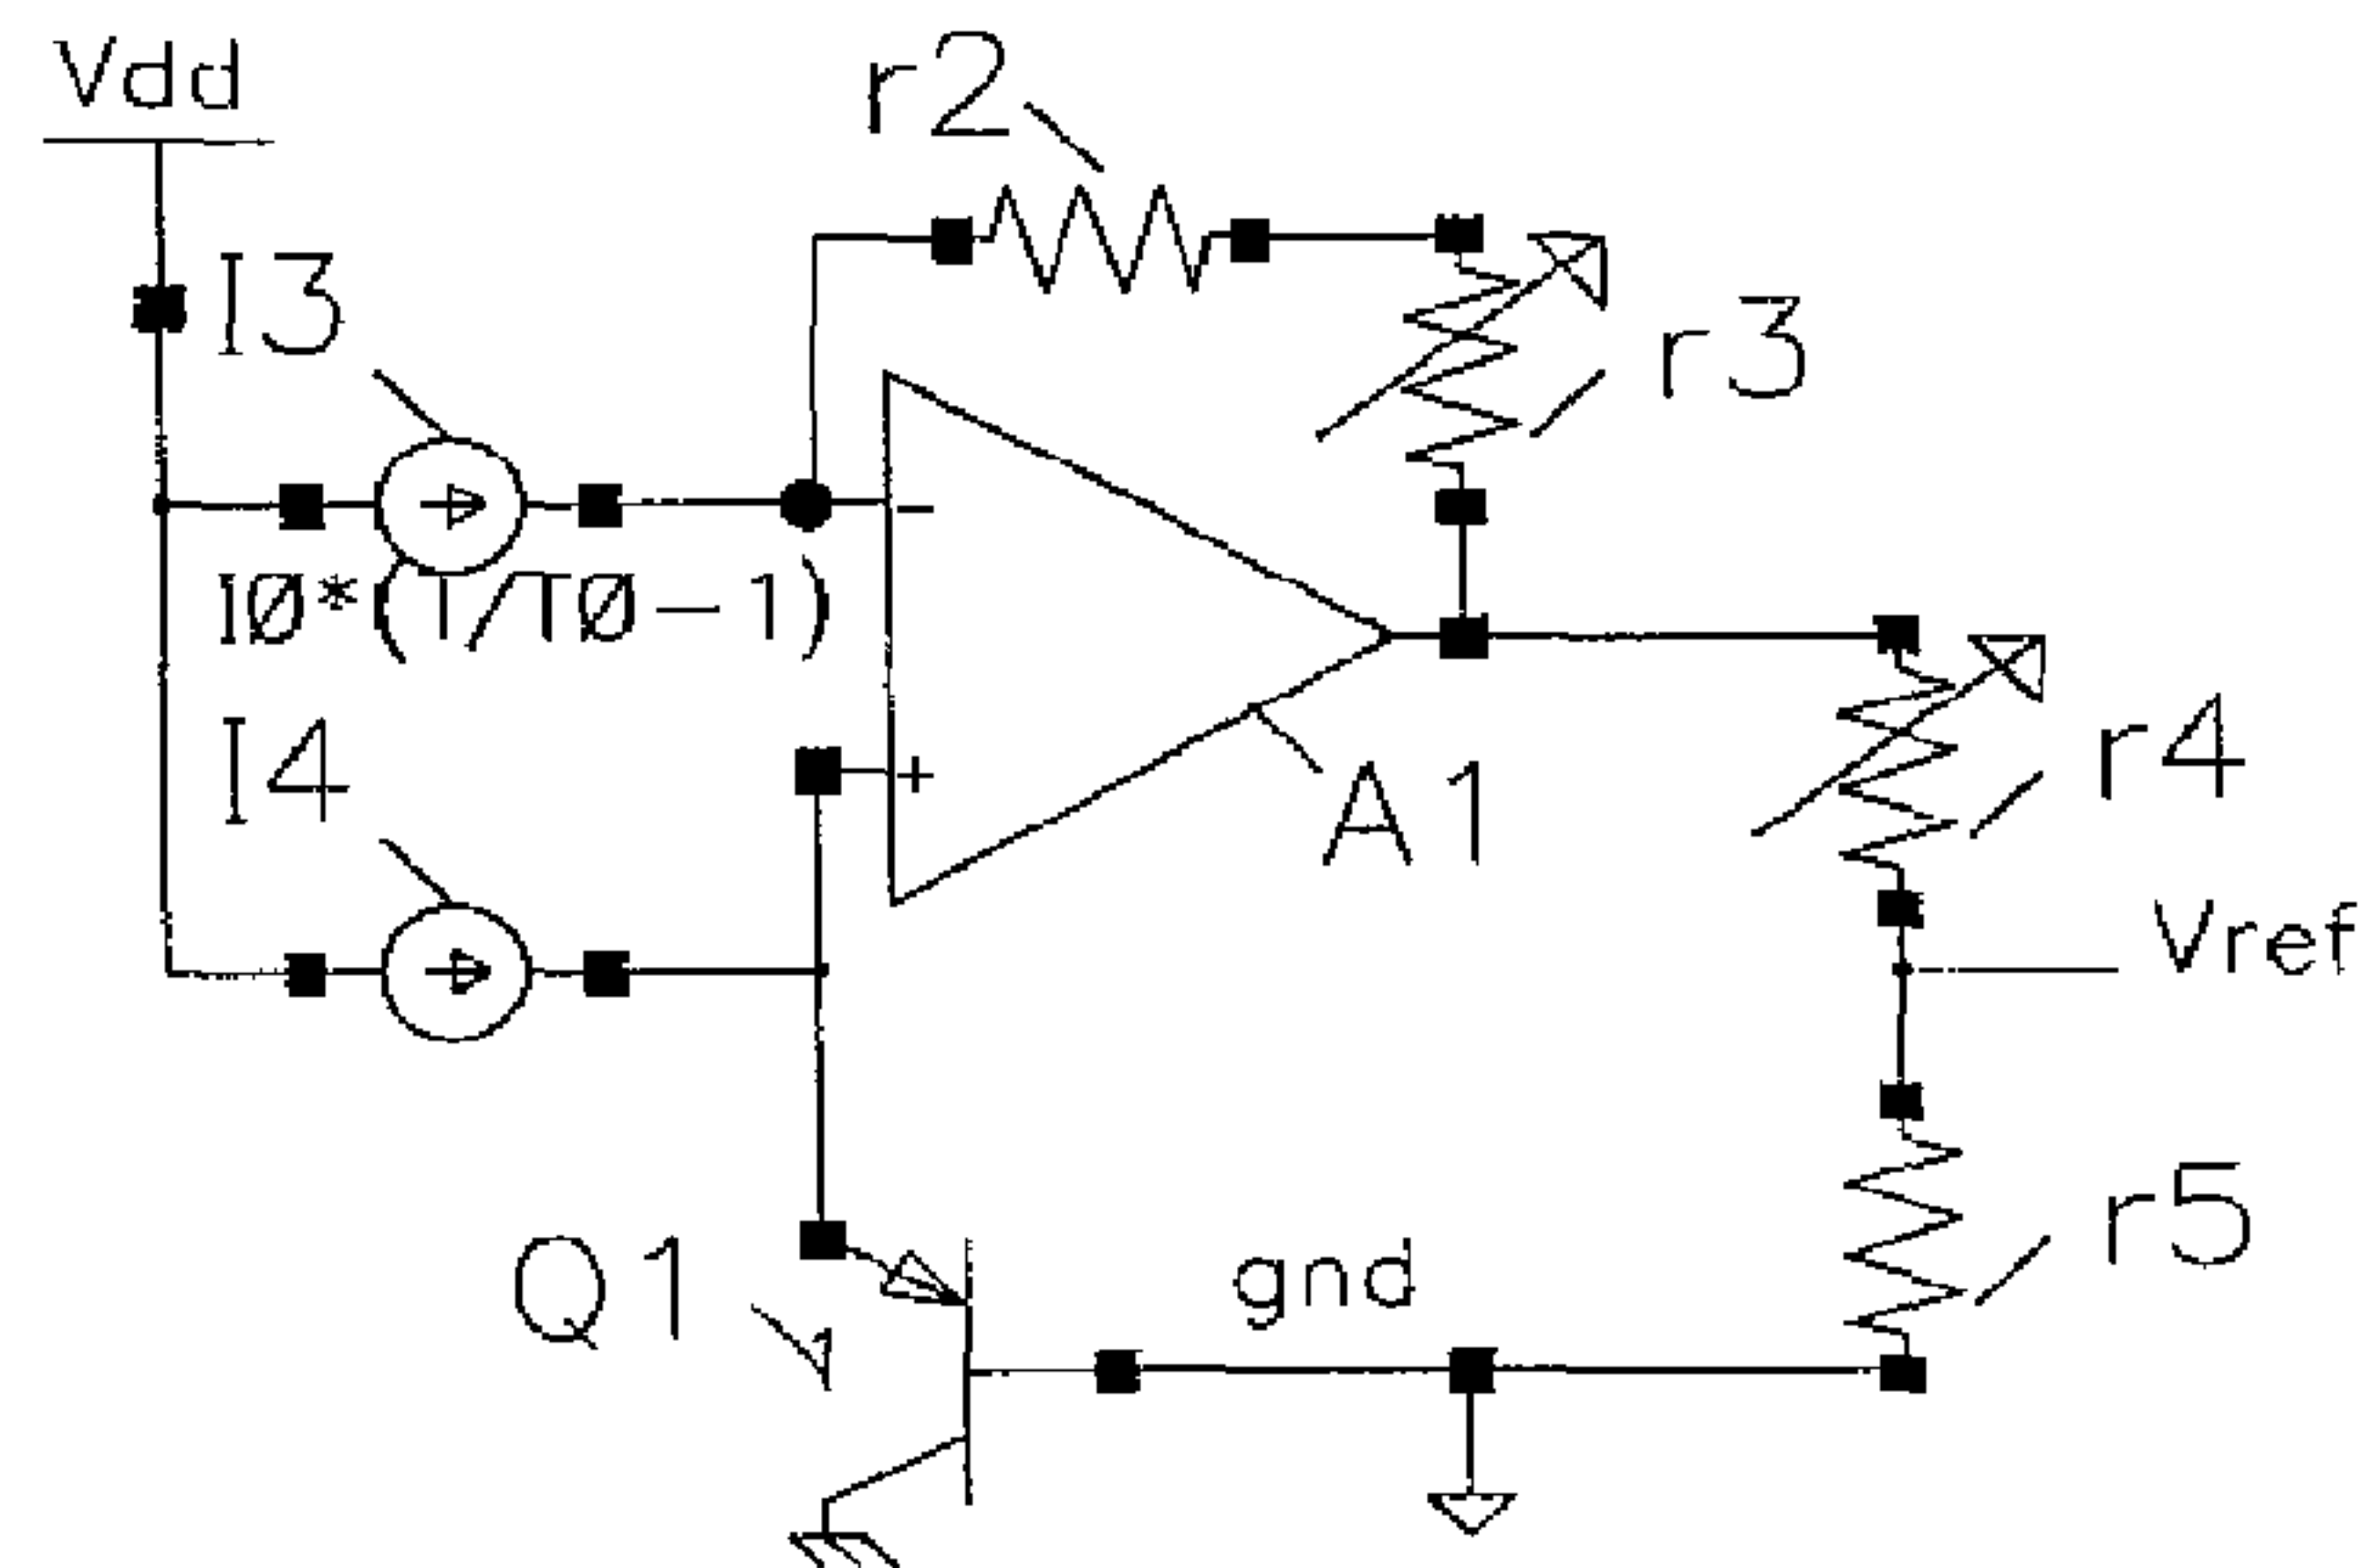 Vdd
r2
I3
r3
-
I0*(T/T0-1)
I4
r4
+
A1
Vref
Q1
gnd
r5